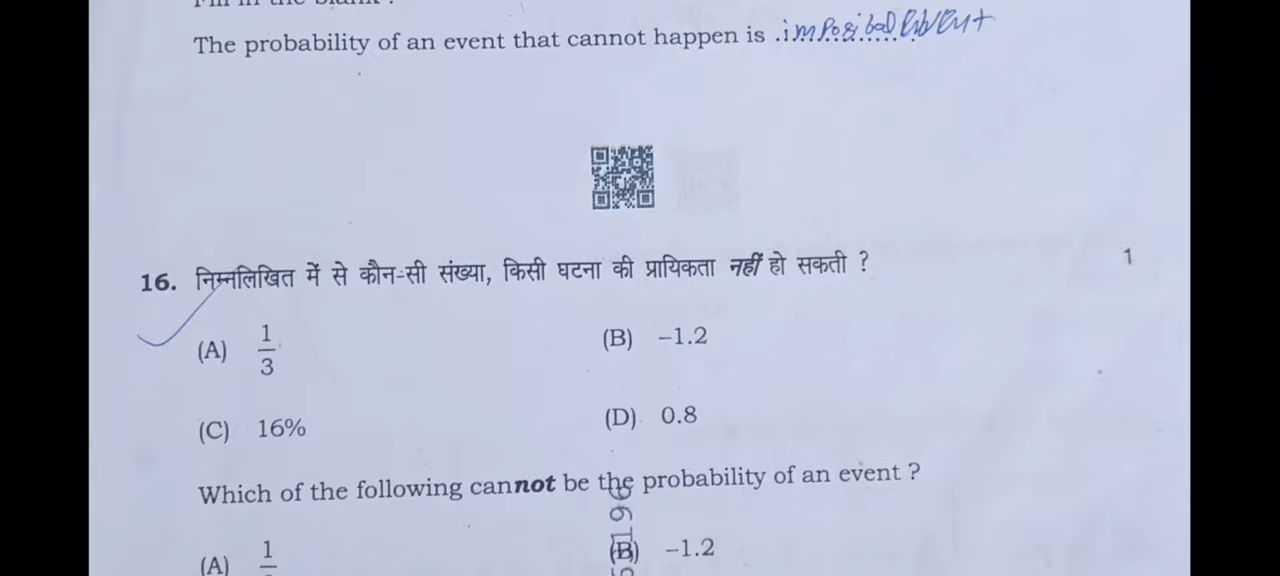 The probability of an event that cannot happen is .imposibal event
16. निम्नलिखित में से कौन-सी संख्या, किसी घटना की प्रायिकता नहीं हो सकती ? 1
(A) 1/3 (B) –1.2
(C) 16% (D) 0.8
Which of the following cannot be the probability of an event ?
(A) 1 (B) –1.2